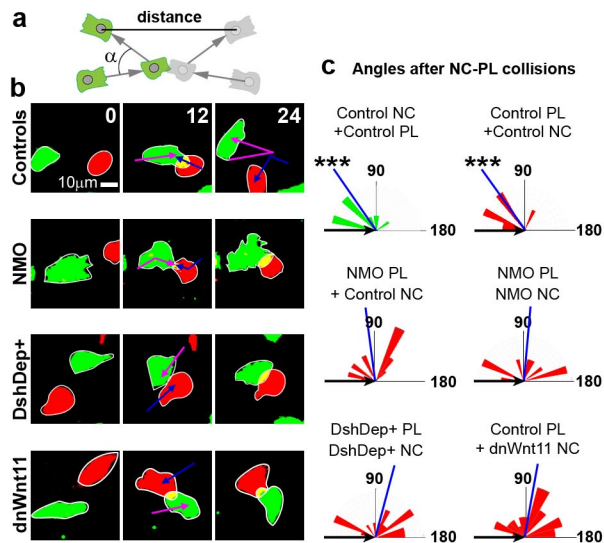 a
distance
α
b
c Angles after NC-PL collisions
Controls
0
12
24
10µm
NMO
DshDep+
dnWnt11
Control NC
+Control PL
***
90
180
Control PL
+Control NC
***
90
180
NMO PL
+ Control NC
90
180
NMO PL
NMO NC
90
180
DshDep+ PL
DshDep+ NC
90
180
Control PL
+ dnWnt11 NC
90
180